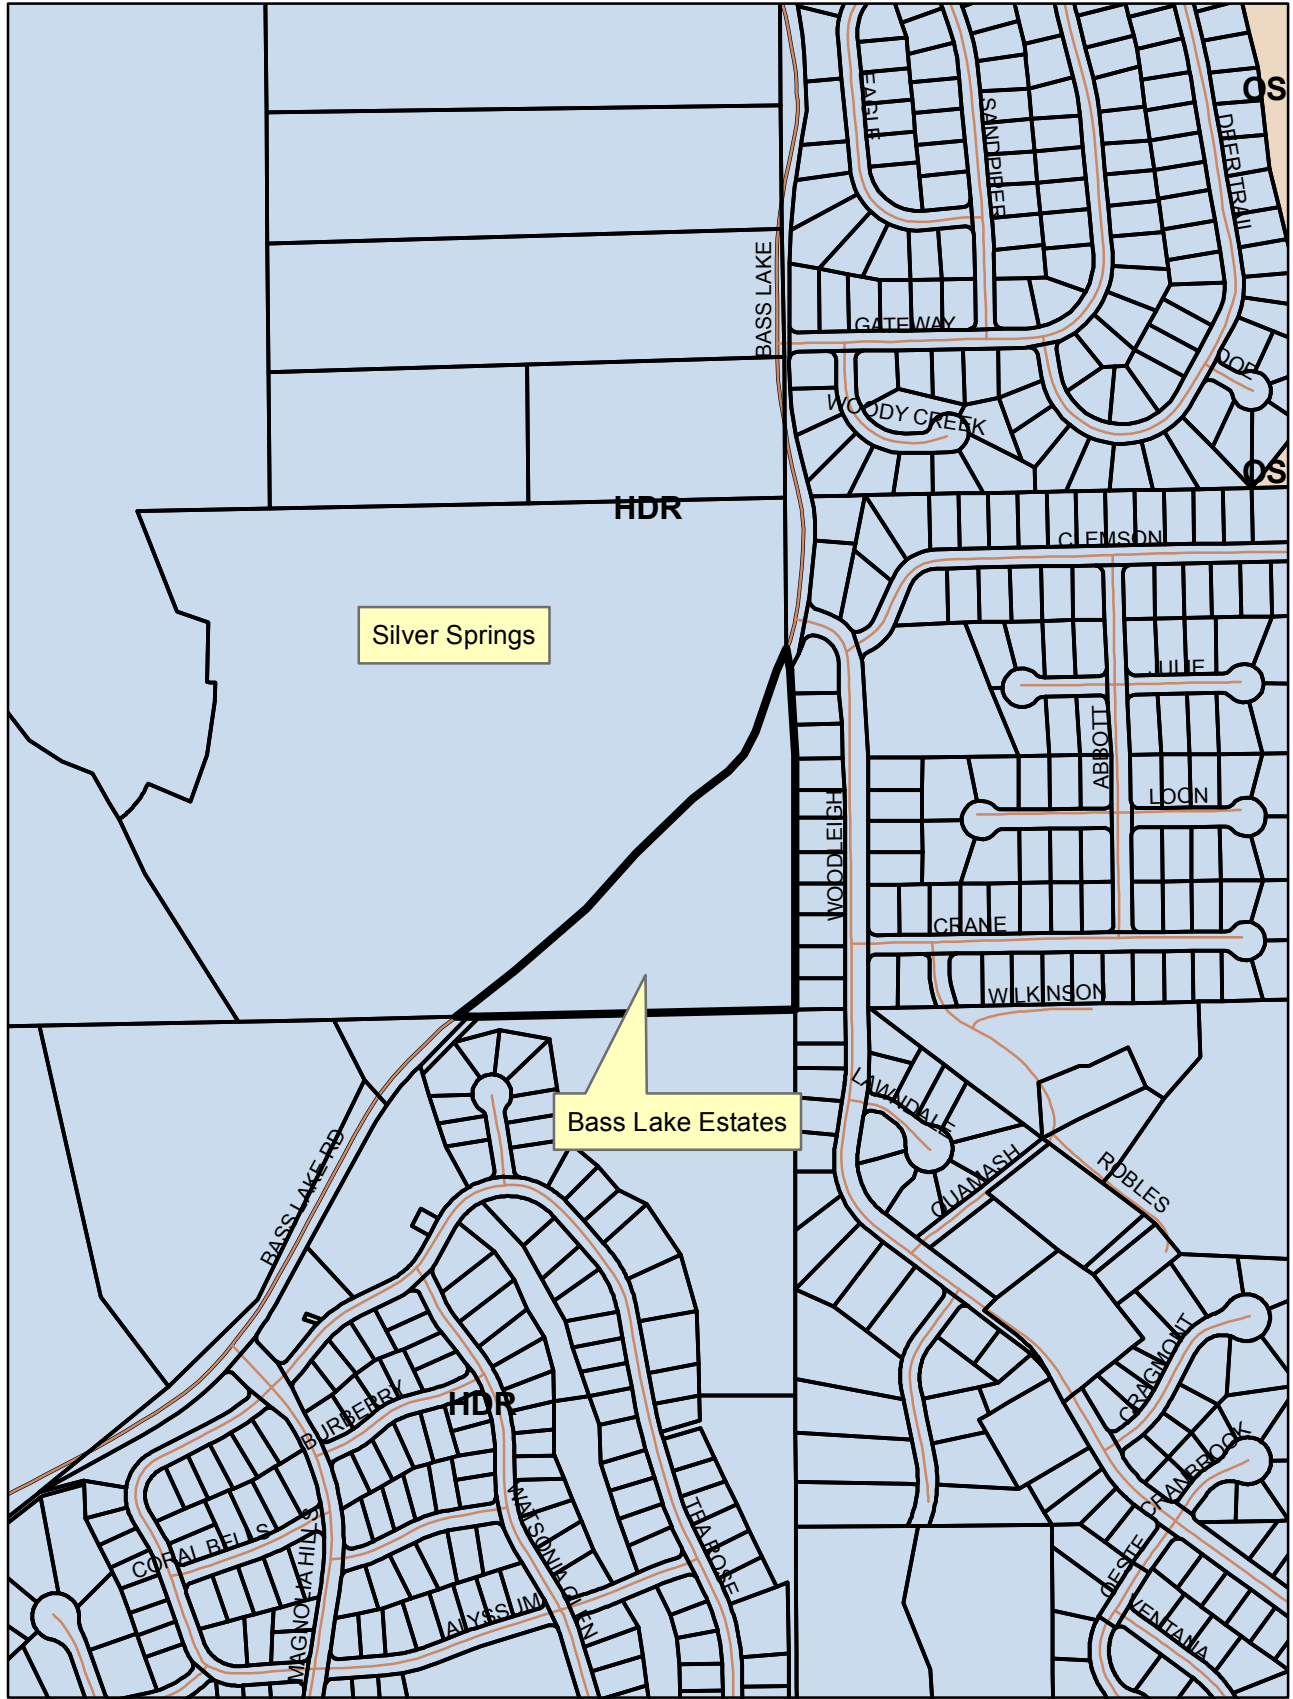 OS
EAGLE
SANDPIPER
DEER TRAIL
BASS LAKE
GATEWAY
DOE
WOODY CREEK
OS
HDR
CLEMSON
Silver Springs
JULIE
ABBOTT
LOON
WOODLEIGH
CRANE
WILKINSON
LAWNDALE
Bass Lake Estates
QUAMASH
ROBLES
BASS LAKE RD
CRAGMONT
HDR
BURBERRY
CRANBROOK
WATSONIA GLEN
TEA ROSE
CORAL BELLS
MAGNOLIA HILLS
OESTE
ALYSSUM
VENTANA